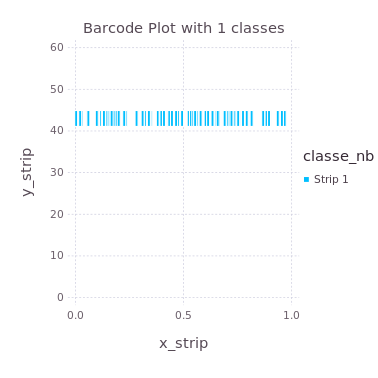 Barcode Plot with 1 classes
60
50
40
30
20
10
0
y_strip
0.0
0.5
1.0
x_strip
classe_nb
Strip 1